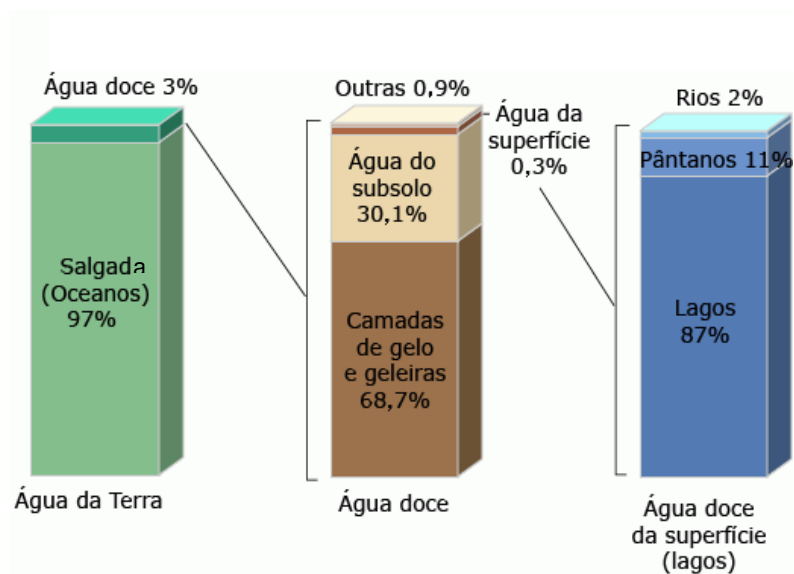 Água doce 3%
Salgada
(Oceanos)
97%
Água da Terra
Outras 0,9%
Água do
subsolo
30,1%
Camadas
de gelo
e geleiras
68,7%
Água doce
Água da
superfície
0,3%
Rios 2%
Pântanos 11%
Lagos
87%
Água doce
da superfície
(lagos)